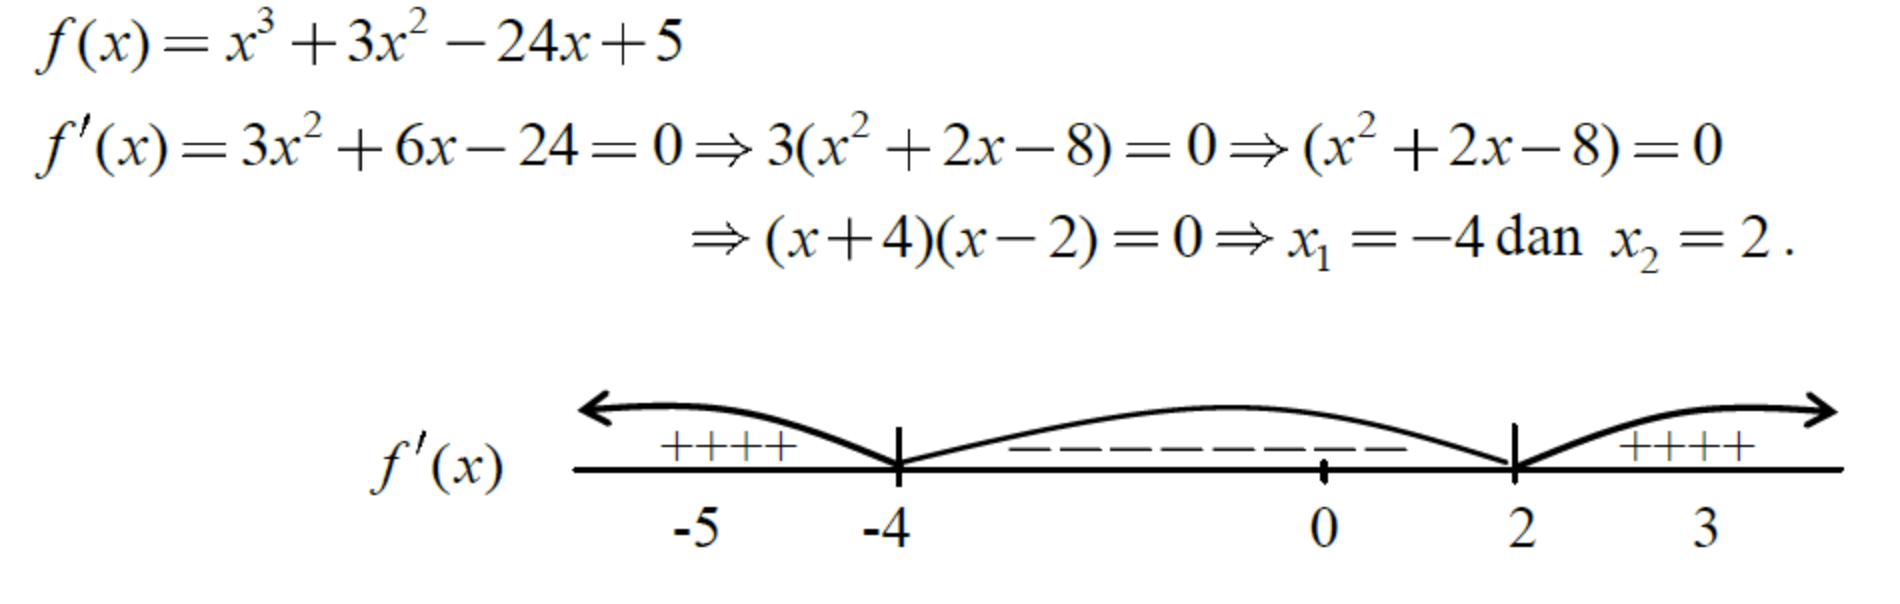 f(x) = x³ + 3x² − 24x + 5
f′(x) = 3x² + 6x − 24 = 0 ⇒ 3(x² + 2x − 8) = 0 ⇒ (x² + 2x − 8) = 0
⇒ (x + 4)(x − 2) = 0 ⇒ x₁ = −4 dan x₂ = 2 .
f′(x) ++++ − − − − − − − − − ++++
-5 -4 0 2 3